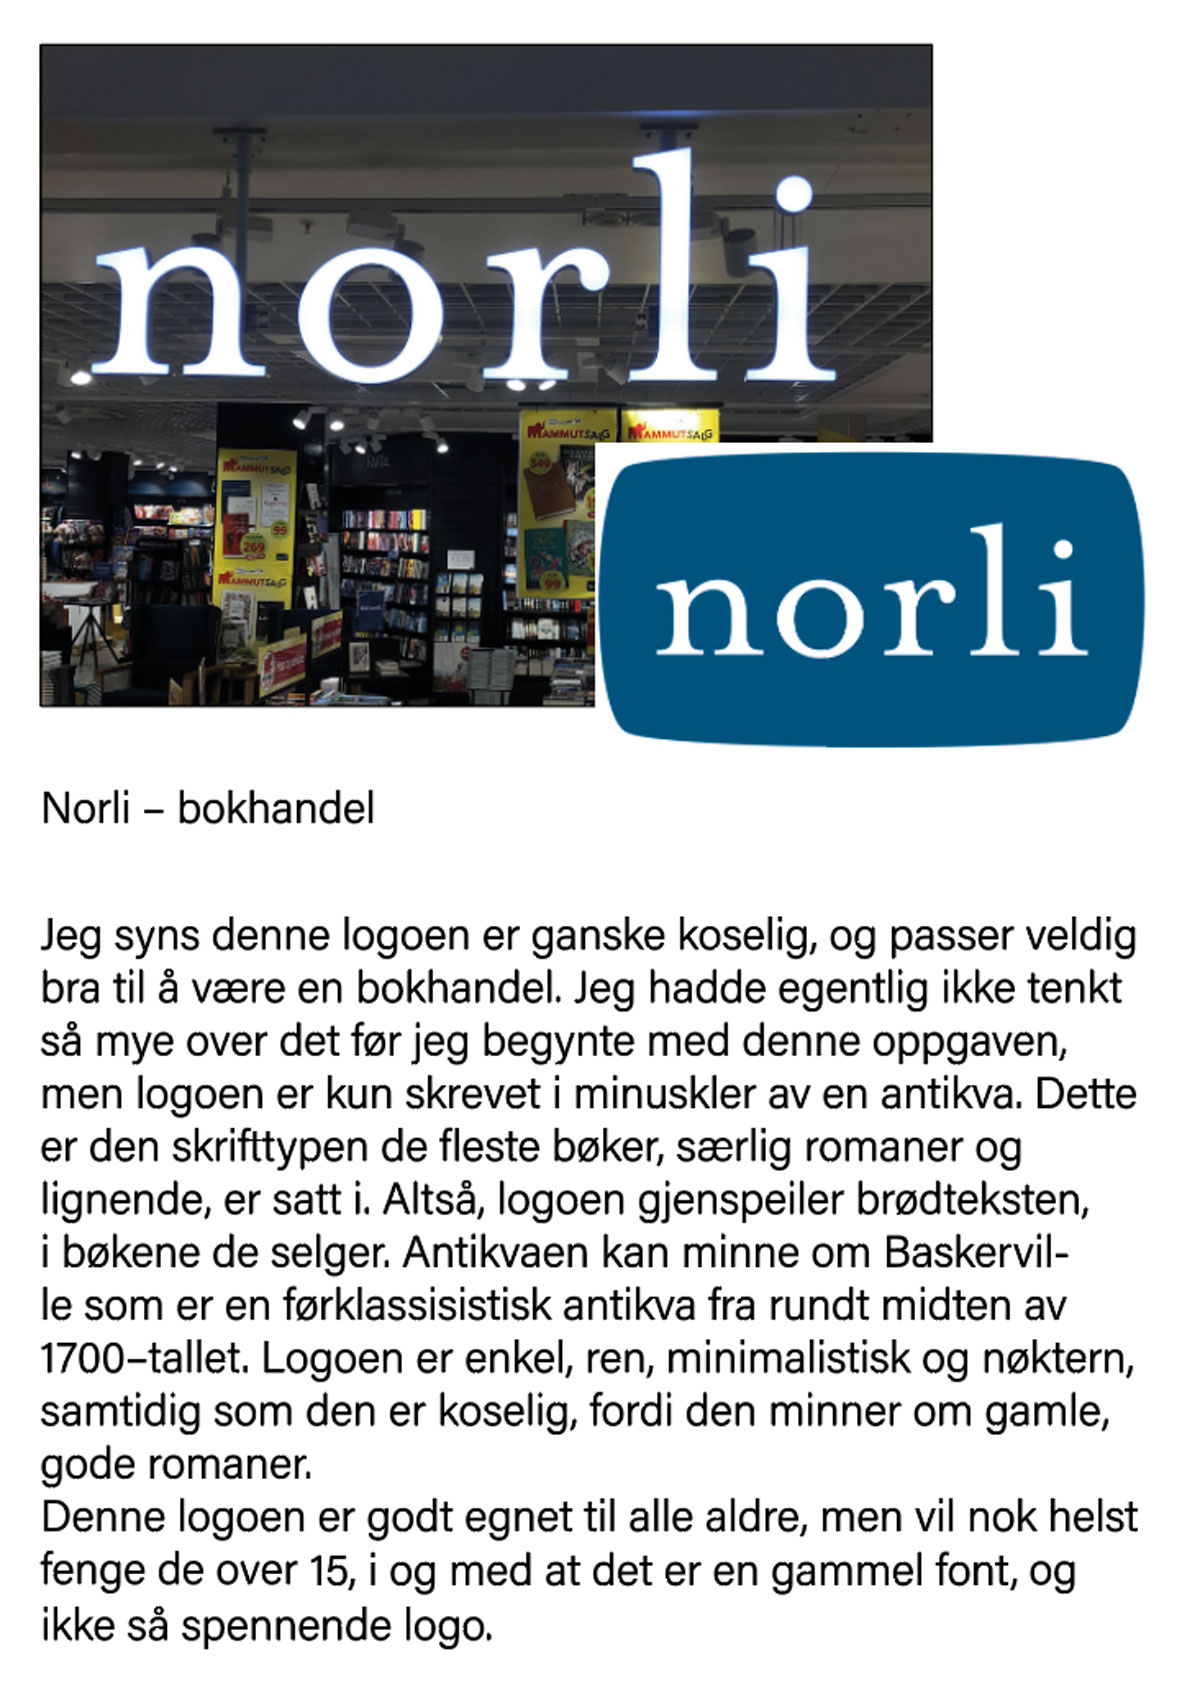 norli
MAMMUTSALG
MAMMUTSALG
349
MAMMUTSALG
99
269
99
MAMMUTSALG
norli
Norli – bokhandel
Jeg syns denne logoen er ganske koselig, og passer veldig
bra til å være en bokhandel. Jeg hadde egentlig ikke tenkt
så mye over det før jeg begynte med denne oppgaven,
men logoen er kun skrevet i minuskler av en antikva. Dette
er den skrifttypen de fleste bøker, særlig romaner og
lignende, er satt i. Altså, logoen gjenspeiler brødteksten,
i bøkene de selger. Antikvaen kan minne om Baskervil-
le som er en førklassisistisk antikva fra rundt midten av
1700-tallet. Logoen er enkel, ren, minimalistisk og nøktern,
samtidig som den er koselig, fordi den minner om gamle,
gode romaner.
Denne logoen er godt egnet til alle aldre, men vil nok helst
fenge de over 15, i og med at det er en gammel font, og
ikke så spennende logo.